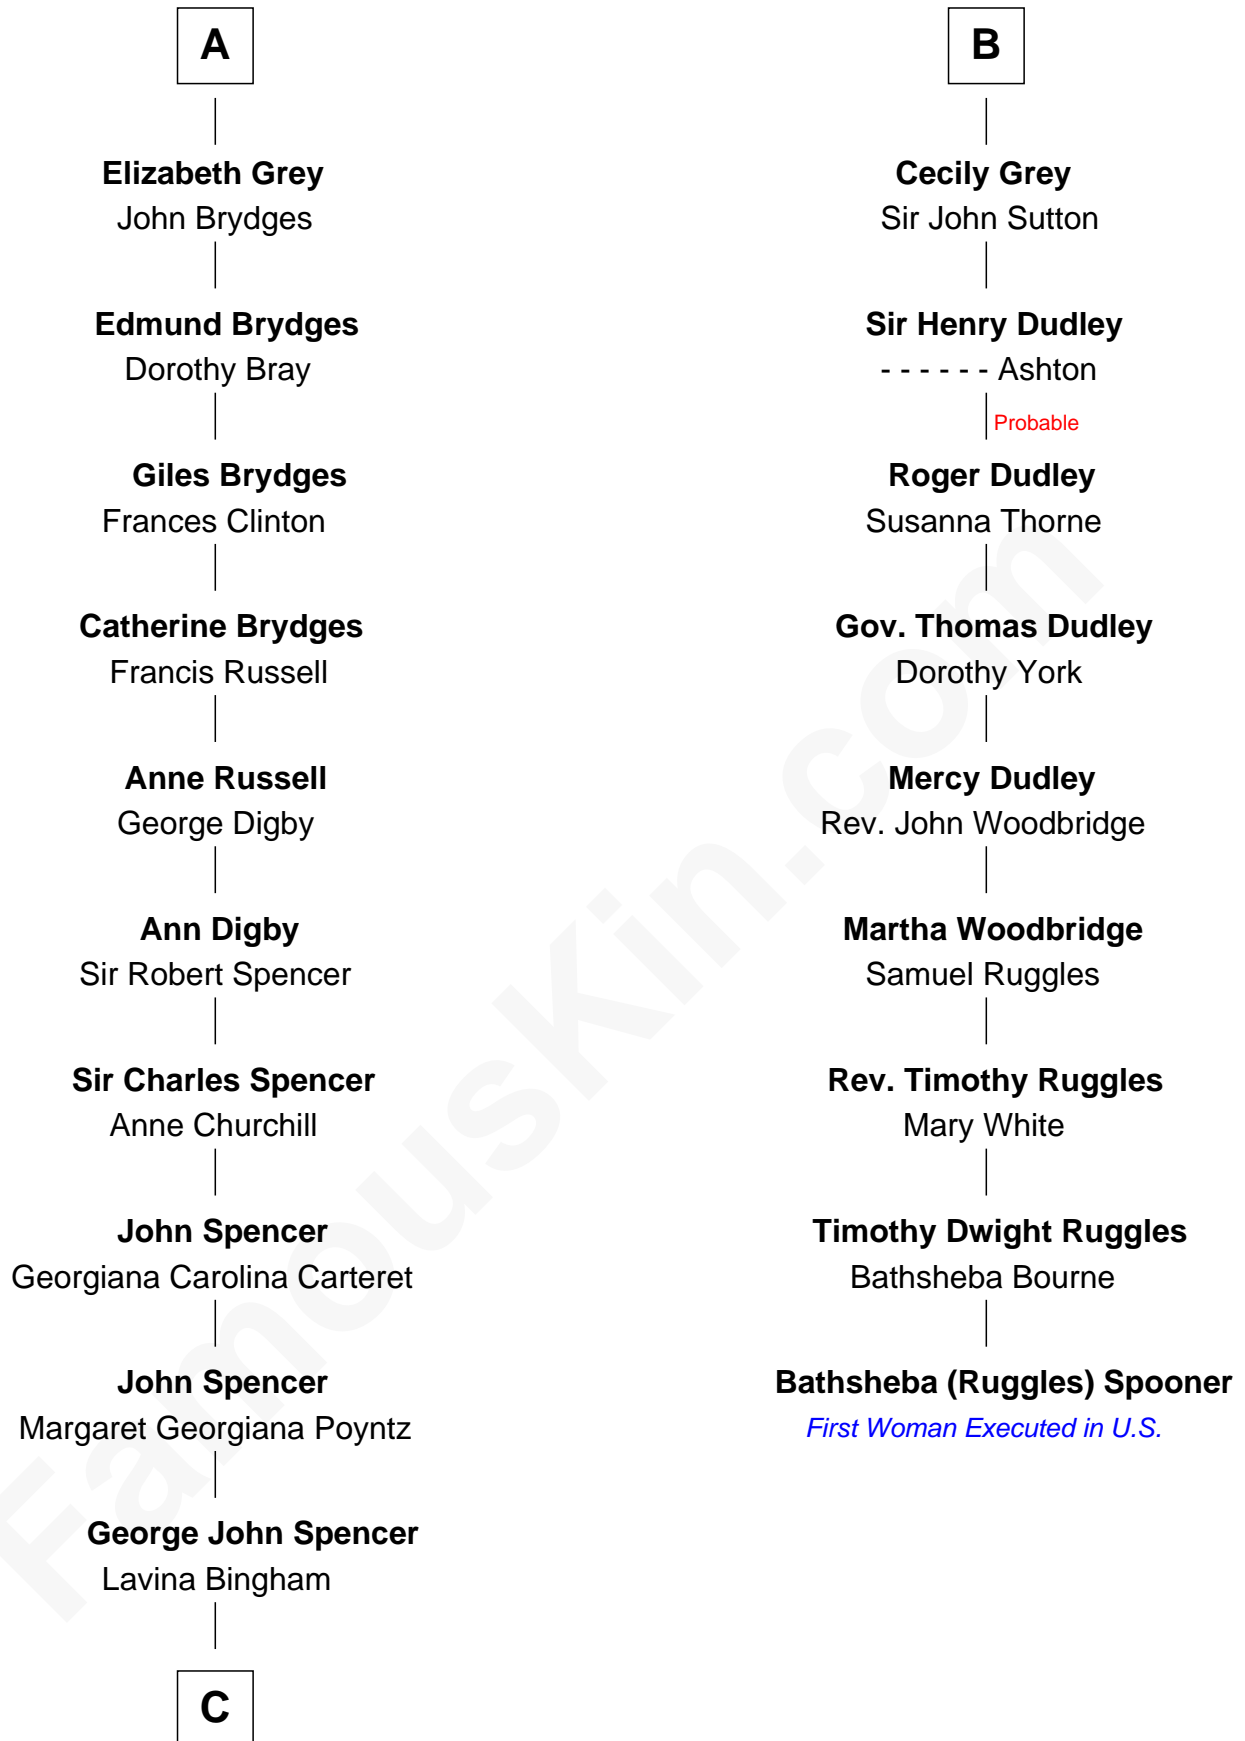 A
Elizabeth Grey
John Brydges
Edmund Brydges
Dorothy Bray
Giles Brydges
Frances Clinton
Catherine Brydges
Francis Russell
Anne Russell
George Digby
Ann Digby
Sir Robert Spencer
Sir Charles Spencer
Anne Churchill
John Spencer
Georgiana Carolina Carteret
John Spencer
Margaret Georgiana Poyntz
George John Spencer
Lavina Bingham
C
B
Cecily Grey
Sir John Sutton
Sir Henry Dudley
- - - - - - Ashton
Probable
Roger Dudley
Susanna Thorne
Gov. Thomas Dudley
Dorothy York
Mercy Dudley
Rev. John Woodbridge
Martha Woodbridge
Samuel Ruggles
Rev. Timothy Ruggles
Mary White
Timothy Dwight Ruggles
Bathsheba Bourne
Bathsheba (Ruggles) Spooner
First Woman Executed in U.S.
FamousKin.com